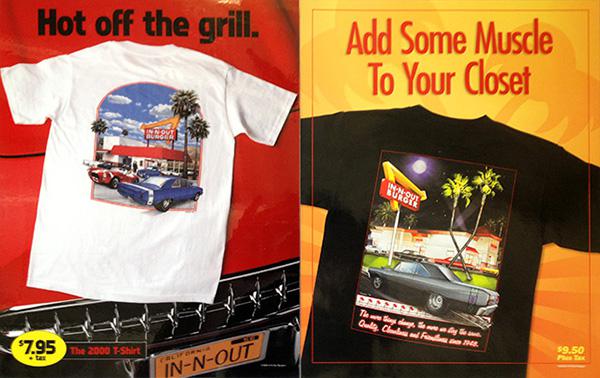 Hot off the grill.
IN-N-OUT
BURGER
$7.95
+ tax
The 2000 T-Shirt
CALIFORNIA
IN-N-OUT
Add Some Muscle
To Your Closet
IN-N-OUT
BURGER
The more things change, the more we stay the same.
Quality, Cleanliness and Friendliness since 1948.
$9.50
Plus Tax